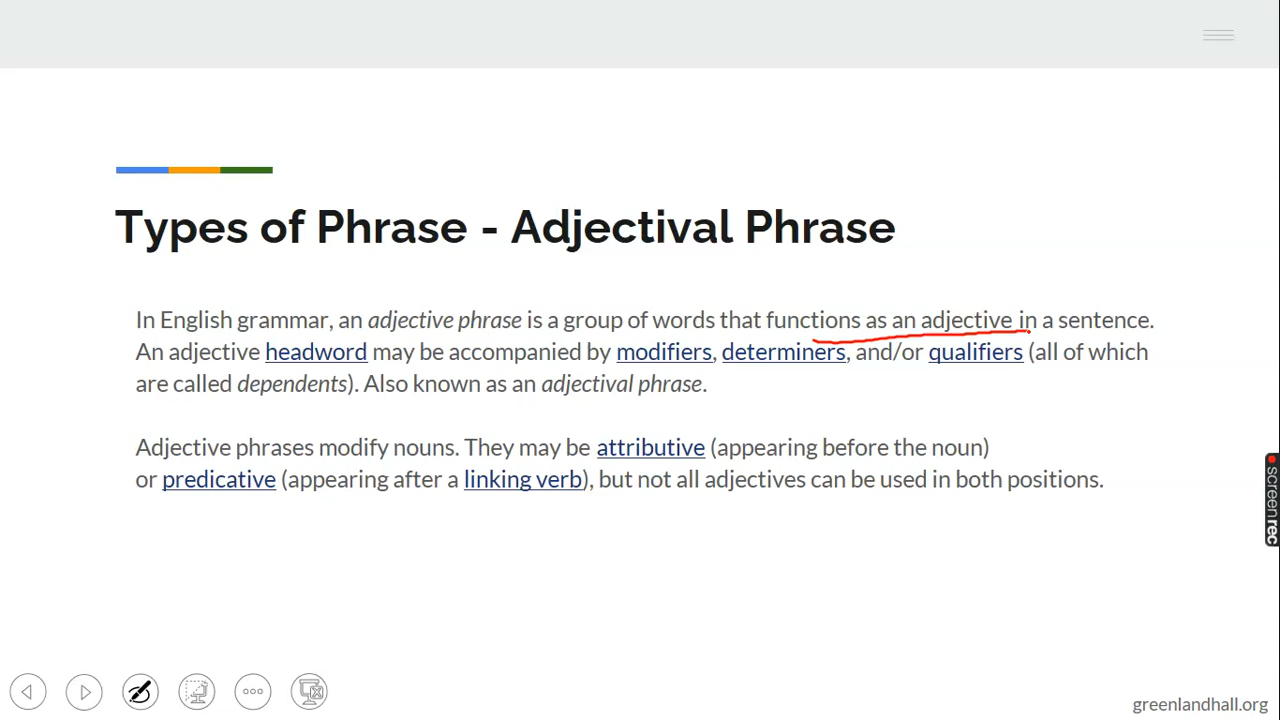 Types of Phrase - Adjectival Phrase
In English grammar, an adjective phrase is a group of words that functions as an adjective in a sentence.
An adjective headword may be accompanied by modifiers, determiners, and/or qualifiers (all of which
are called dependents). Also known as an adjectival phrase.
Adjective phrases modify nouns. They may be attributive (appearing before the noun)
or predicative (appearing after a linking verb), but not all adjectives can be used in both positions.
screenrec
greenlandhall.org